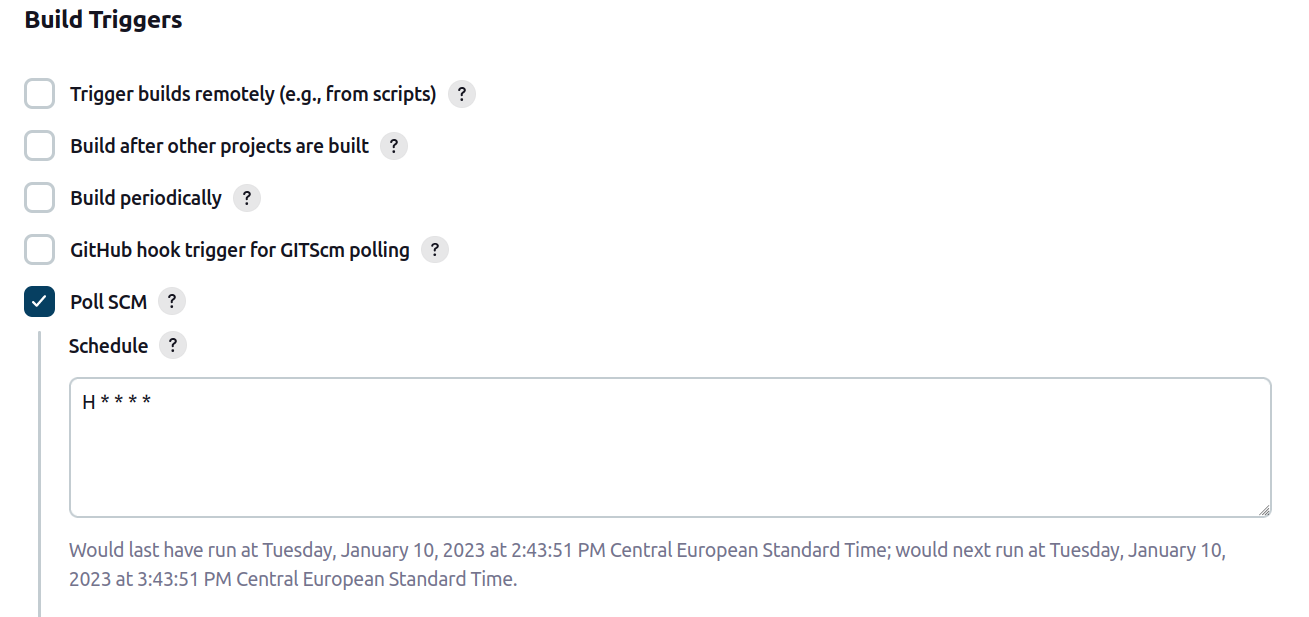 Build Triggers
Trigger builds remotely (e.g., from scripts) ?
Build after other projects are built ?
Build periodically ?
GitHub hook trigger for GITScm polling ?
Poll SCM ?
Schedule ?
H * * * *
Would last have run at Tuesday, January 10, 2023 at 2:43:51 PM Central European Standard Time; would next run at Tuesday, January 10,
2023 at 3:43:51 PM Central European Standard Time.